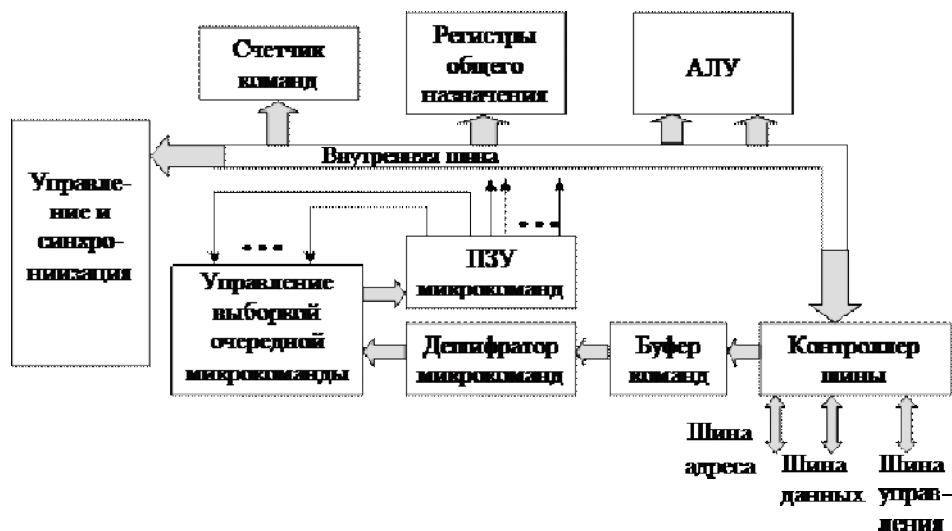 Счетчик
команд
Регистры
общего
назначения
АЛУ
Внутренняя шина
Управле-
ние и
синхро-
ниизация
Управление
выборкой
очередной
микрокоманды
ПЗУ
микрокоманд
Дешифратор
микрокоманд
Буфер
команд
Контроллер
шины
Шина
адреса
Шина
данных
Шина
управ-
ления